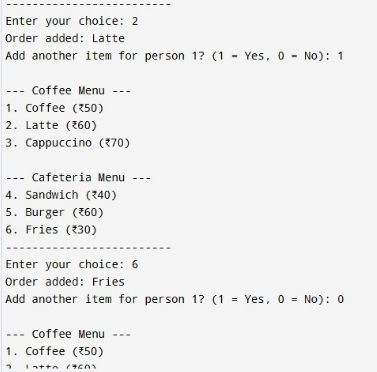 -------------------------
Enter your choice: 2
Order added: Latte
Add another item for person 1? (1 = Yes, 0 = No): 1
--- Coffee Menu ---
1. Coffee (₹50)
2. Latte (₹60)
3. Cappuccino (₹70)
--- Cafeteria Menu ---
4. Sandwich (₹40)
5. Burger (₹60)
6. Fries (₹30)
-------------------------
Enter your choice: 6
Order added: Fries
Add another item for person 1? (1 = Yes, 0 = No): 0
--- Coffee Menu ---
1. Coffee (₹50)
2. Latte (₹60)